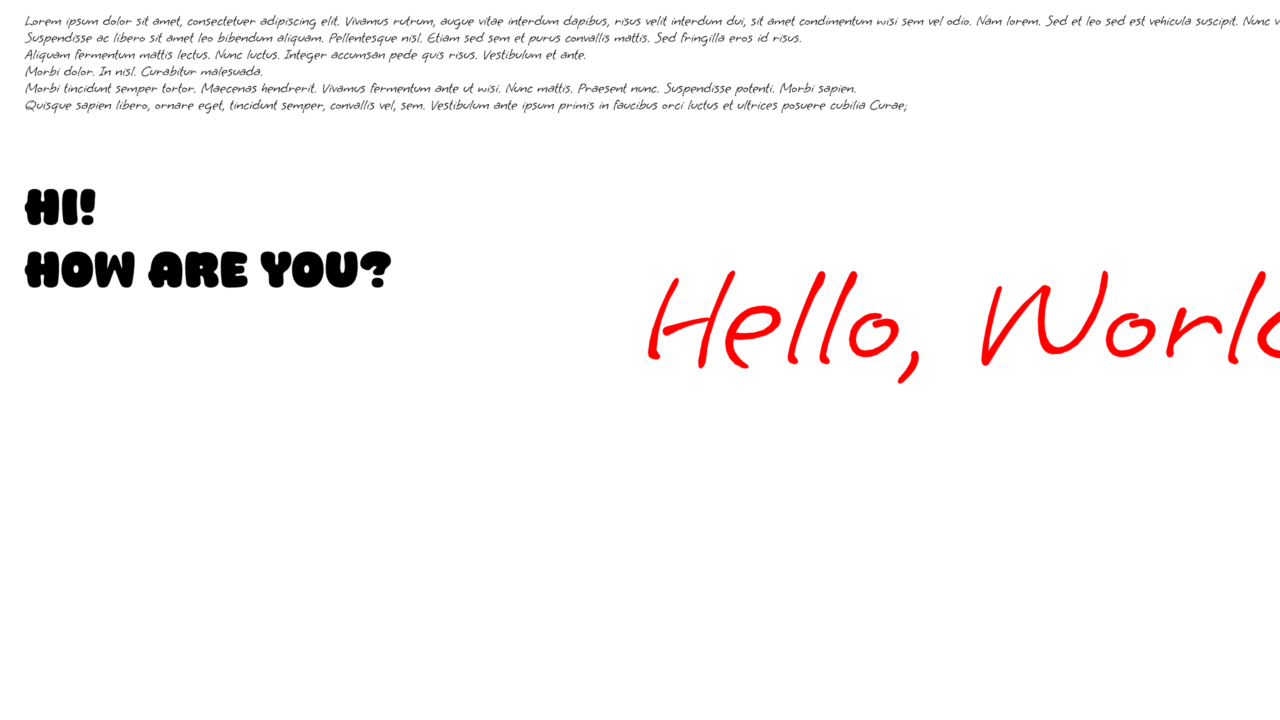 Lorem ipsum dolor sit amet, consectetuer adipiscing elit. Vivamus rutrum, augue vitae interdum dapibus, risus velit interdum dui, sit amet condimentum wisi sem vel odio. Nam lorem. Sed et leo sed est vehicula suscipit. Nunc v
Suspendisse ac libero sit amet leo bibendum aliquam. Pellentesque nisl. Etiam sed sem et purus convallis mattis. Sed fringilla eros id risus.
Aliquam fermentum mattis lectus. Nunc luctus. Integer accumsan pede quis risus. Vestibulum et ante.
Morbi dolor. In nisl. Curabitur malesuada.
Morbi tincidunt semper tortor. Maecenas hendrerit. Vivamus fermentum ante ut wisi. Nunc mattis. Praesent nunc. Suspendisse potenti. Morbi sapien.
Quisque sapien libero, ornare eget, tincidunt semper, convallis vel, sem. Vestibulum ante ipsum primis in faucibus orci luctus et ultrices posuere cubilia Curae;
HI!
HOW ARE YOU?
Hello, Worl